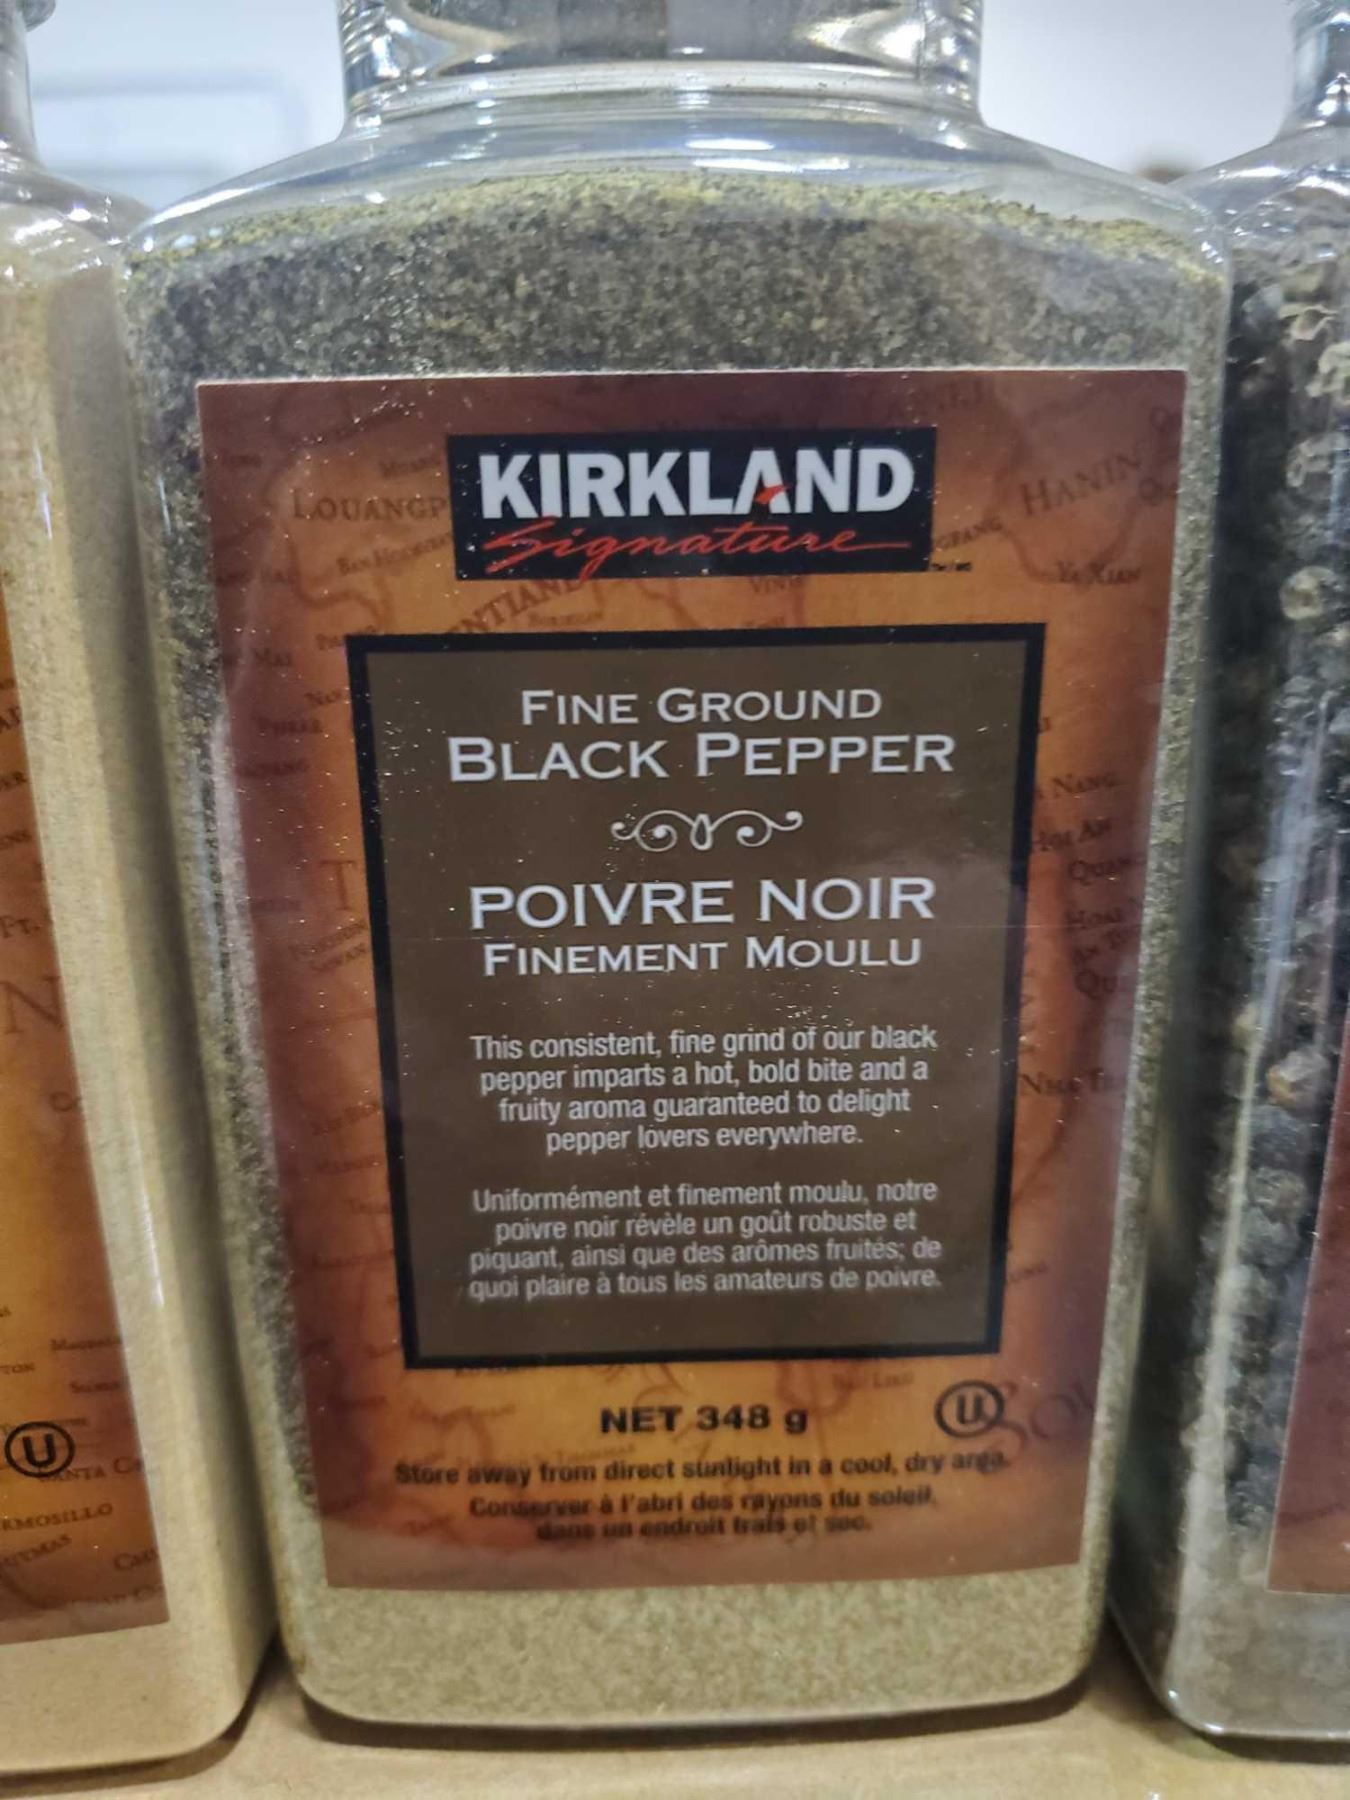 KIRKLAND
Signature
LOUANGP
HANIN
YA XIAN
FINE GROUND
BLACK PEPPER
POIVRE NOIR
FINEMENT MOULU
This consistent, fine grind of our black
pepper imparts a hot, bold bite and a
fruity aroma guaranteed to delight
pepper lovers everywhere.
Uniformément et finement moulu, notre
poivre noir révèle un goût robuste et
piquant, ainsi que des arômes fruités; de
quoi plaire à tous les amateurs de poivre.
NET 348 g
U
Store away from direct sunlight in a cool, dry area.
Conserver à l'abri des rayons du soleil,
dans un endroit frais et sec.
U